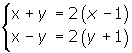 x + y = 2 (x − 1)
x − y = 2 (y + 1)